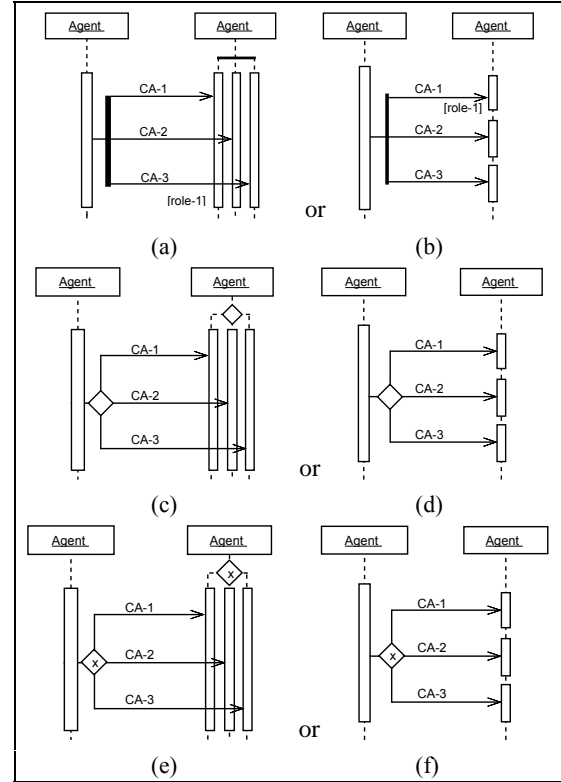 Agent Agent Agent Agent
CA-1 CA-1
[role-1]
CA-2 CA-2
CA-3 CA-3
[role-1]
or
(a) (b)
Agent Agent Agent Agent
CA-1 CA-1
CA-2 CA-2
CA-3 CA-3
or
(c) (d)
Agent Agent Agent Agent
x
CA-1 CA-1
x CA-2 x CA-2
CA-3 CA-3
or
(e) (f)